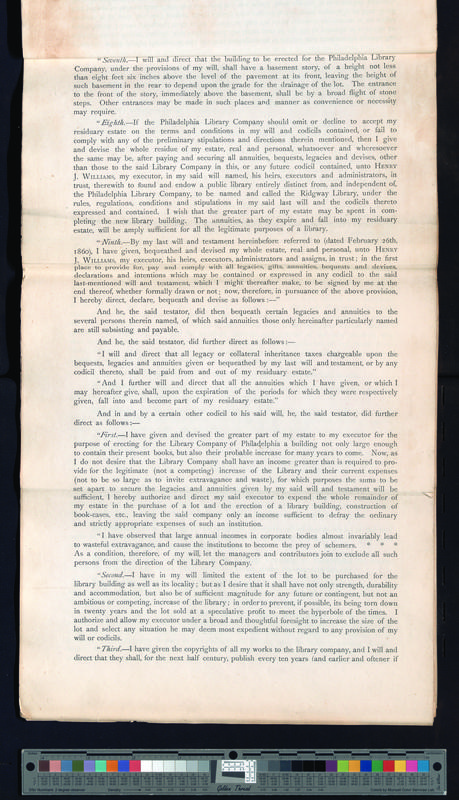 "Seventh.—I will and direct that the building to be erected for the Philadelphia Library
Company, under the provisions of my will, shall have a basement story, of a height not less
than eight feet six inches above the level of the pavement at its front, leaving the height of
such basement in the rear to depend upon the grade for the drainage of the lot. The entrance
to the front of the story, immediately above the basement, shall be by a broad flight of stone
steps. Other entrances may be made in such places and manner as convenience or necessity
may require.
"Eighth.—If the Philadelphia Library Company should omit or decline to accept my
residuary estate on the terms and conditions in my will and codicils contained, or fail to
comply with any of the preliminary stipulations and directions therein mentioned, then I give
and devise the whole residue of my estate, real and personal, whatsoever and wheresoever
the same may be, after paying and securing all annuities, bequests, legacies and devises, other
than those to the said Library Company in this, or any future codicil contained, unto HENRY
J. WILLIAMS, my executor, in my said will named, his heirs, executors and administrators, in
trust, therewith to found and endow a public library entirely distinct from, and independent of,
the Philadelphia Library Company, to be named and called the Ridgway Library, under the
rules, regulations, conditions and stipulations in my said last will and the codicils thereto
expressed and contained. I wish that the greater part of my estate may be spent in com-
pleting the new library building. The annuities, as they expire and fall into my residuary
estate, will be amply sufficient for all the legitimate purposes of a library.
"Ninth.—By my last will and testament hereinbefore referred to (dated February 26th,
1860), I have given, bequeathed and devised my whole estate, real and personal, unto HENRY
J. WILLIAMS, my executor, his heirs, executors, administrators and assigns, in trust; in the first
place to provide for, pay and comply with all legacies, gifts, annuities, bequests and devises,
declarations and intentions which may be contained or expressed in any codicil to the said
last-mentioned will and testament, which I might thereafter make, to be signed by me at the
end thereof, whether formally drawn or not; now, therefore, in pursuance of the above provision,
I hereby direct, declare, bequeath and devise as follows:—"
And he, the said testator, did then bequeath certain legacies and annuities to the
several persons therein named, of which said annuities those only hereinafter particularly named
are still subsisting and payable.
And he, the said testator, did further direct as follows:—
"I will and direct that all legacy or collateral inheritance taxes chargeable upon the
bequests, legacies and annuities given or bequeathed by my last will and testament, or by any
codicil thereto, shall be paid from and out of my residuary estate."
"And I further will and direct that all the annuities which I have given, or which I
may hereafter give, shall, upon the expiration of the periods for which they were respectively
given, fall into and become part of my residuary estate."
And in and by a certain other codicil to his said will, he, the said testator, did further
direct as follows:—
"First.—I have given and devised the greater part of my estate to my executor for the
purpose of erecting for the Library Company of Philadelphia a building not only large enough
to contain their present books, but also their probable increase for many years to come. Now, as
I do not desire that the Library Company shall have an income greater than is required to pro-
vide for the legitimate (not a competing) increase of the Library and their current expenses
(not to be so large as to invite extravagance and waste), for which purposes the sums to be
set apart to secure the legacies and annuities given by my said will and testament will be
sufficient, I hereby authorize and direct my said executor to expend the whole remainder of
my estate in the purchase of a lot and the erection of a library building, construction of
book-cases, etc., leaving the said company only an income sufficient to defray the ordinary
and strictly appropriate expenses of such an institution.
"I have observed that large annual incomes in corporate bodies almost invariably lead
to wasteful extravagance, and cause the institutions to become the prey of schemers. * * *
As a condition, therefore, of my will, let the managers and contributors join to exclude all such
persons from the direction of the Library Company.
"Second.—I have in my will limited the extent of the lot to be purchased for the
library building as well as its locality; but as I desire that it shall have not only strength, durability
and accommodation, but also be of sufficient magnitude for any future or contingent, but not an
ambitious or competing, increase of the library; in order to prevent, if possible, its being torn down
in twenty years and the lot sold at a speculative profit to meet the hyperbole of the times. I
authorize and allow my executor under a broad and thoughtful foresight to increase the size of the
lot and select any situation he may deem most expedient without regard to any provision of my
will or codicils.
"Third.—I have given the copyrights of all my works to the library company, and I will and
direct that they shall, for the next half century, publish every ten years (and earlier and oftener if
Golden Thread